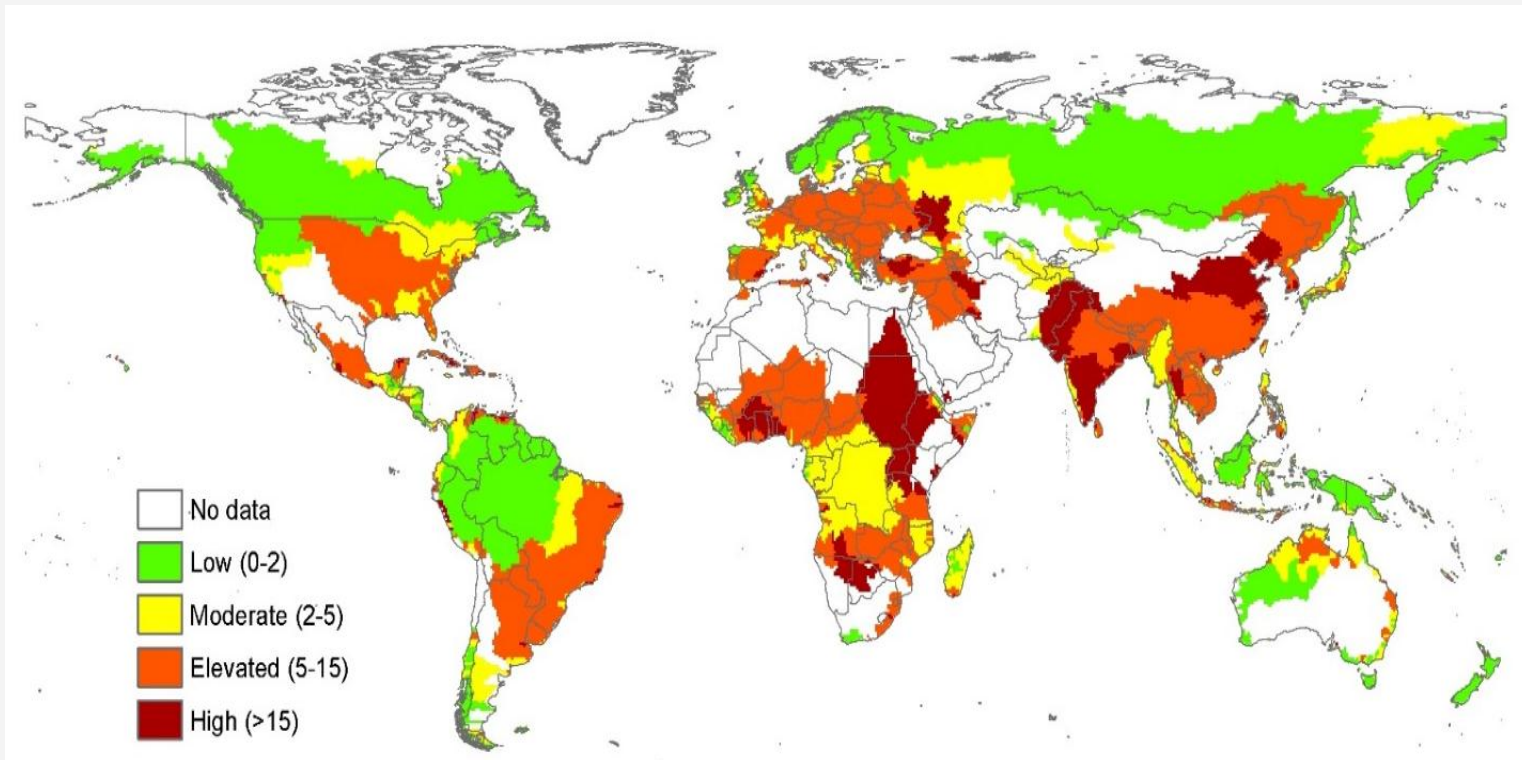 No data
Low (0-2)
Moderate (2-5)
Elevated (5-15)
High (>15)